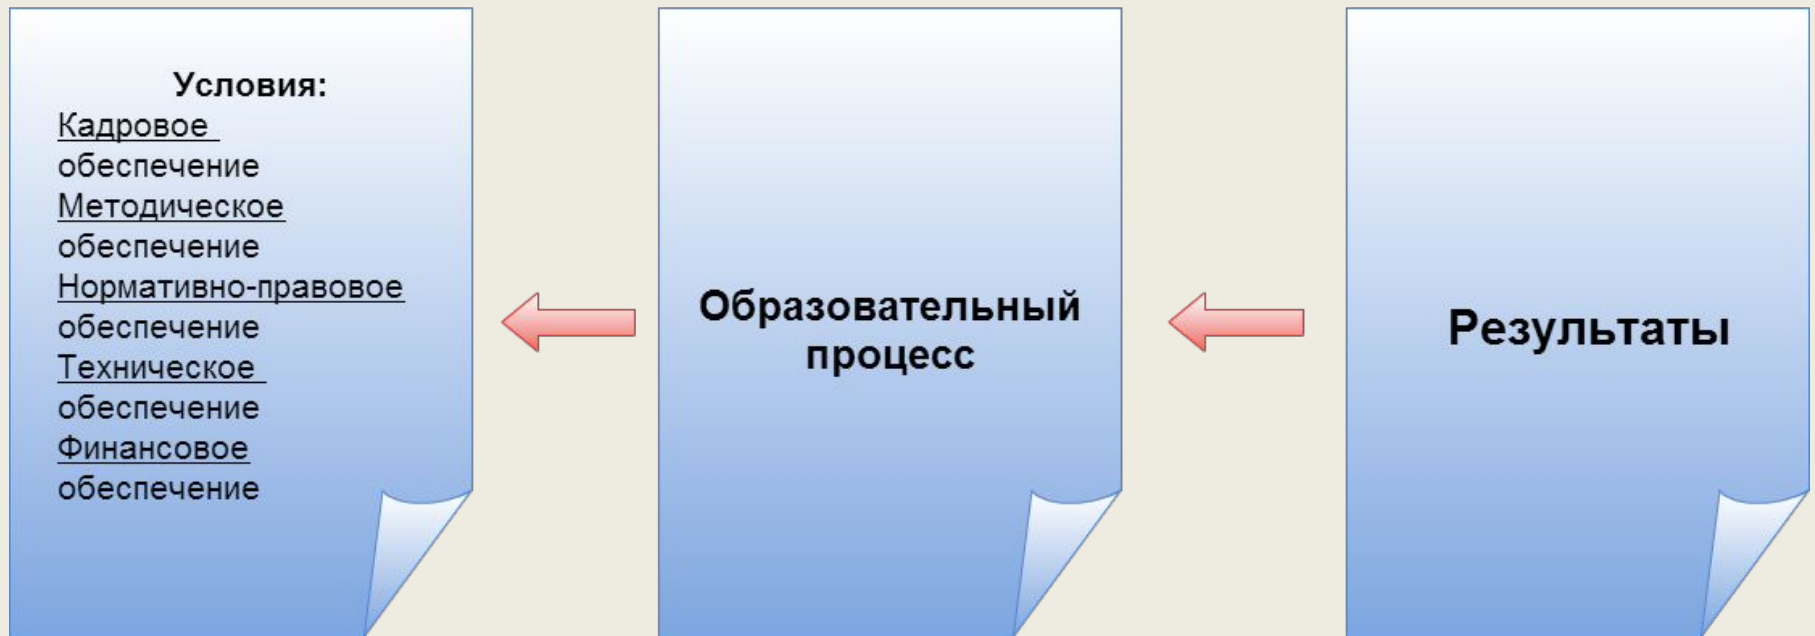 Условия:
Кадровое
обеспечение
Методическое
обеспечение
Нормативно-правовое
обеспечение
Техническое
обеспечение
Финансовое
обеспечение
Образовательный
процесс
Результаты